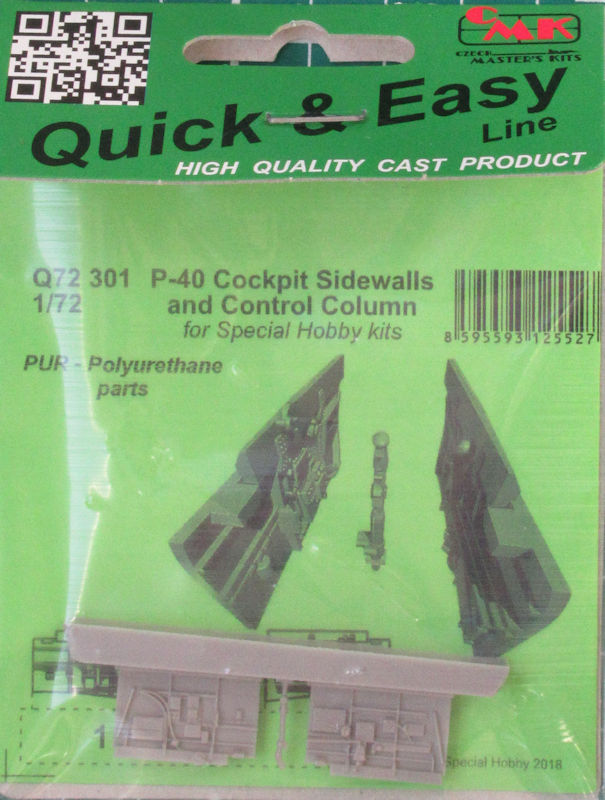 CMK
CZECH
MASTER'S KITS
Quick & Easy
Line
HIGH QUALITY CAST PRODUCT
Q72 301 P-40 Cockpit Sidewalls
1/72 and Control Column
for Special Hobby kits
8 595593 125527
PUR - Polyurethane
parts
1
Special Hobby 2018